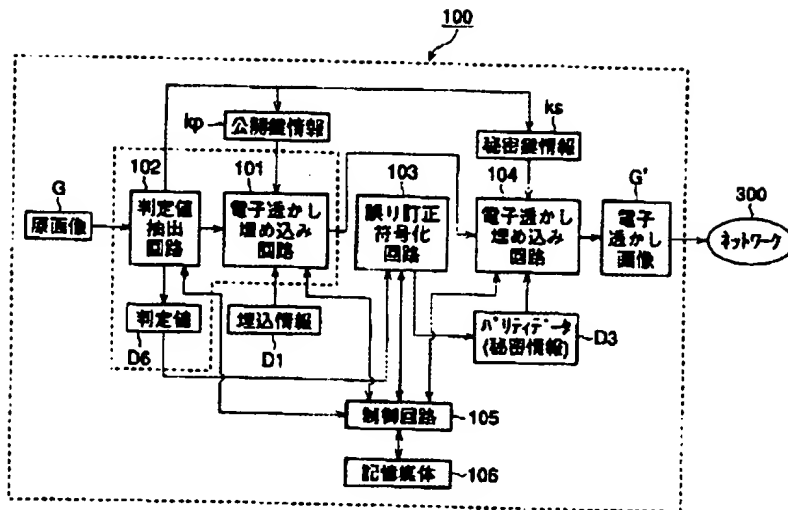 100
kp
公開鍵情報
ks
秘密鍵情報
G
原画像
102
判定値
抽出
回路
101
電子透かし
埋め込み
回路
103
誤り訂正
符号化
回路
104
電子透かし
埋め込み
回路
G'
電子
透かし
画像
300
ネットワーク
判定値
D6
埋込情報
D1
パリティデータ
(秘密情報)
D3
制御回路
105
記憶媒体
106